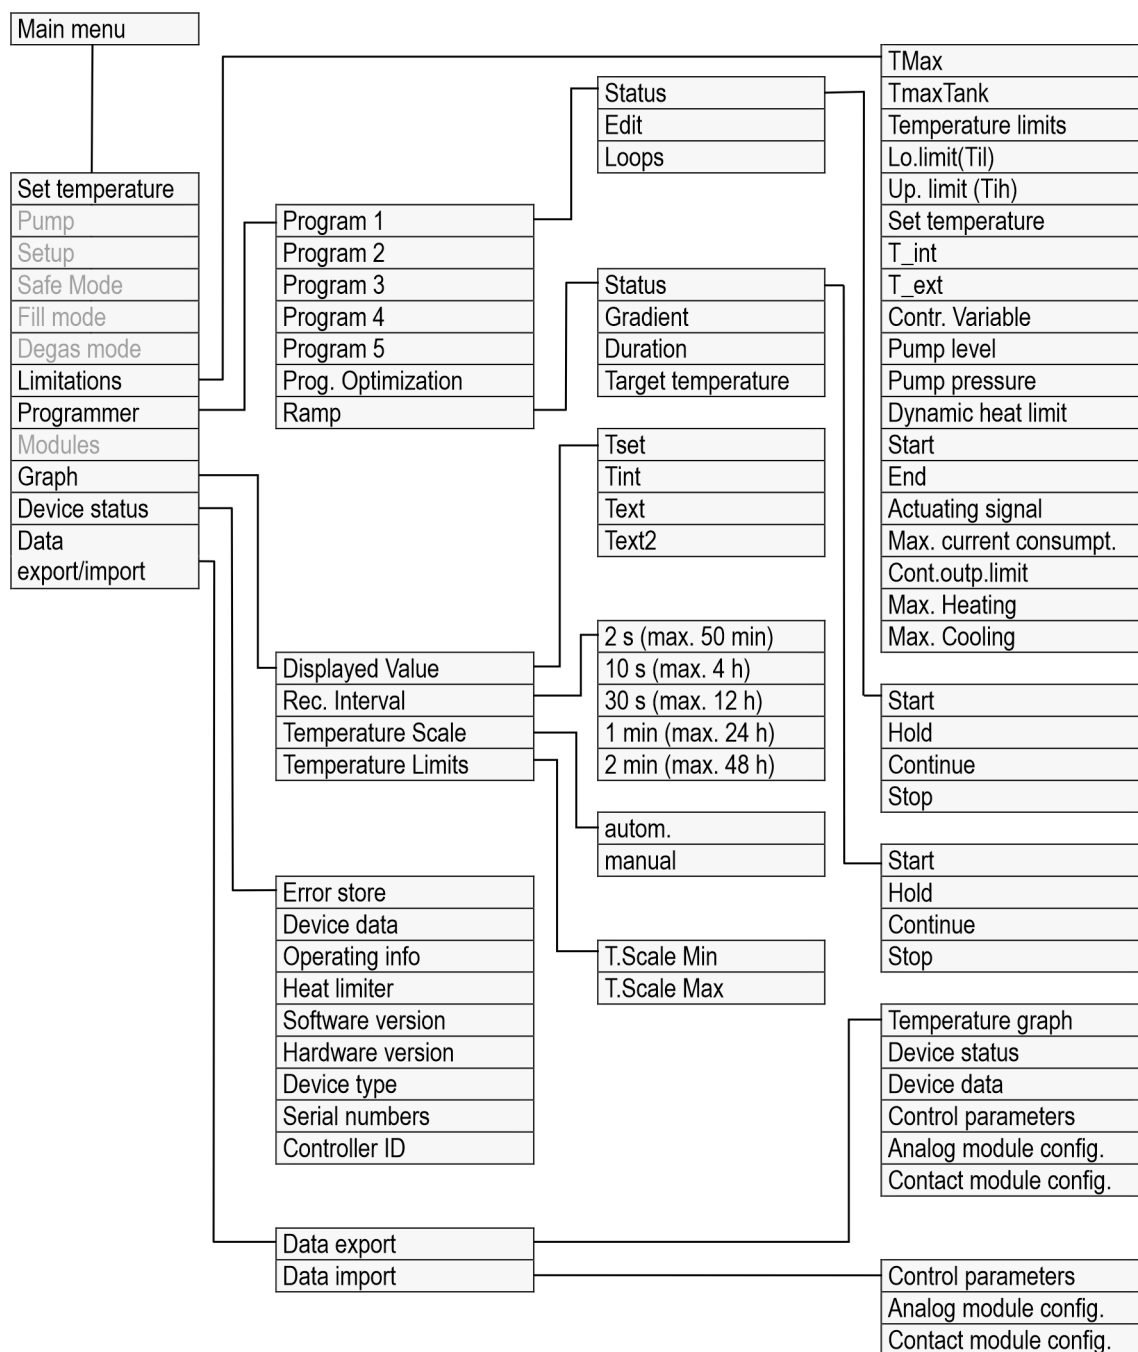 Main menu
Set temperature
Pump
Setup
Safe Mode
Fill mode
Degas mode
Limitations
Programmer
Modules
Graph
Device status
Data
export/import
Program 1
Program 2
Program 3
Program 4
Program 5
Prog. Optimization
Ramp
Displayed Value
Rec. Interval
Temperature Scale
Temperature Limits
Error store
Device data
Operating info
Heat limiter
Software version
Hardware version
Device type
Serial numbers
Controller ID
Data export
Data import
Status
Edit
Loops
Status
Gradient
Duration
Target temperature
Tset
Tint
Text
Text2
2 s (max. 50 min)
10 s (max. 4 h)
30 s (max. 12 h)
1 min (max. 24 h)
2 min (max. 48 h)
autom.
manual
T.Scale Min
T.Scale Max
TMax
TmaxTank
Temperature limits
Lo.limit(Til)
Up. limit (Tih)
Set temperature
T_int
T_ext
Contr. Variable
Pump level
Pump pressure
Dynamic heat limit
Start
End
Actuating signal
Max. current consumpt.
Cont.outp.limit
Max. Heating
Max. Cooling
Start
Hold
Continue
Stop
Start
Hold
Continue
Stop
Temperature graph
Device status
Device data
Control parameters
Analog module config.
Contact module config.
Control parameters
Analog module config.
Contact module config.